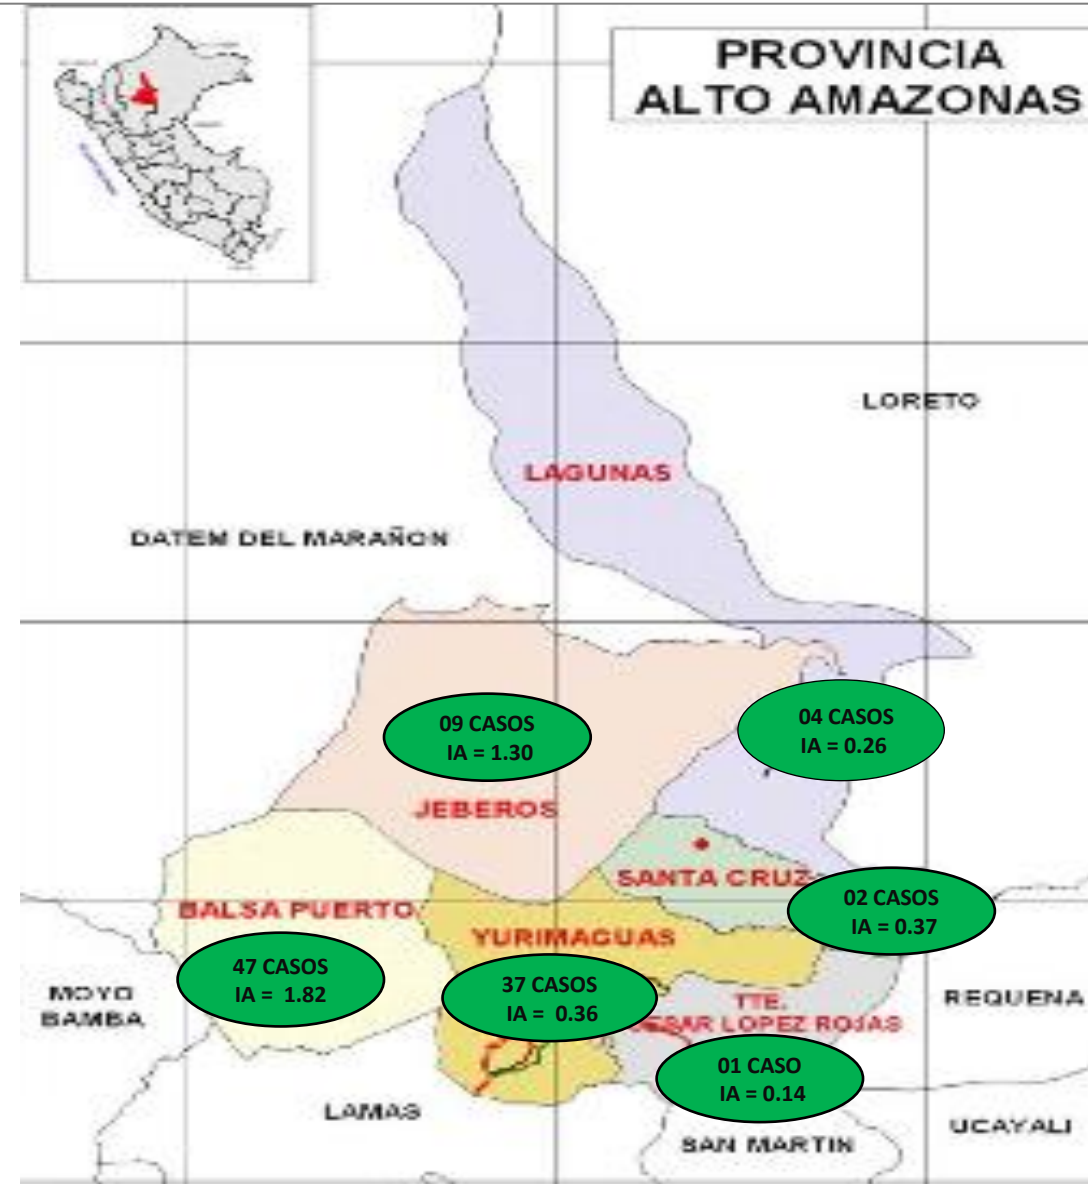 PROVINCIA
ALTO AMAZONAS
LORETO
LAGUNAS
DATEM DEL MARAÑON
09 CASOS
IA = 1.30
04 CASOS
IA = 0.26
JEBEROS
SANTA CRUZ
02 CASOS
IA = 0.37
BALSA PUERTO
YURIMAGUAS
47 CASOS
IA = 1.82
37 CASOS
IA = 0.36
MOYO
BAMBA
TTE.
ESAR LOPEZ ROJAS
REQUENA
01 CASO
IA = 0.14
LAMAS
SAN MARTIN
UCAYALI